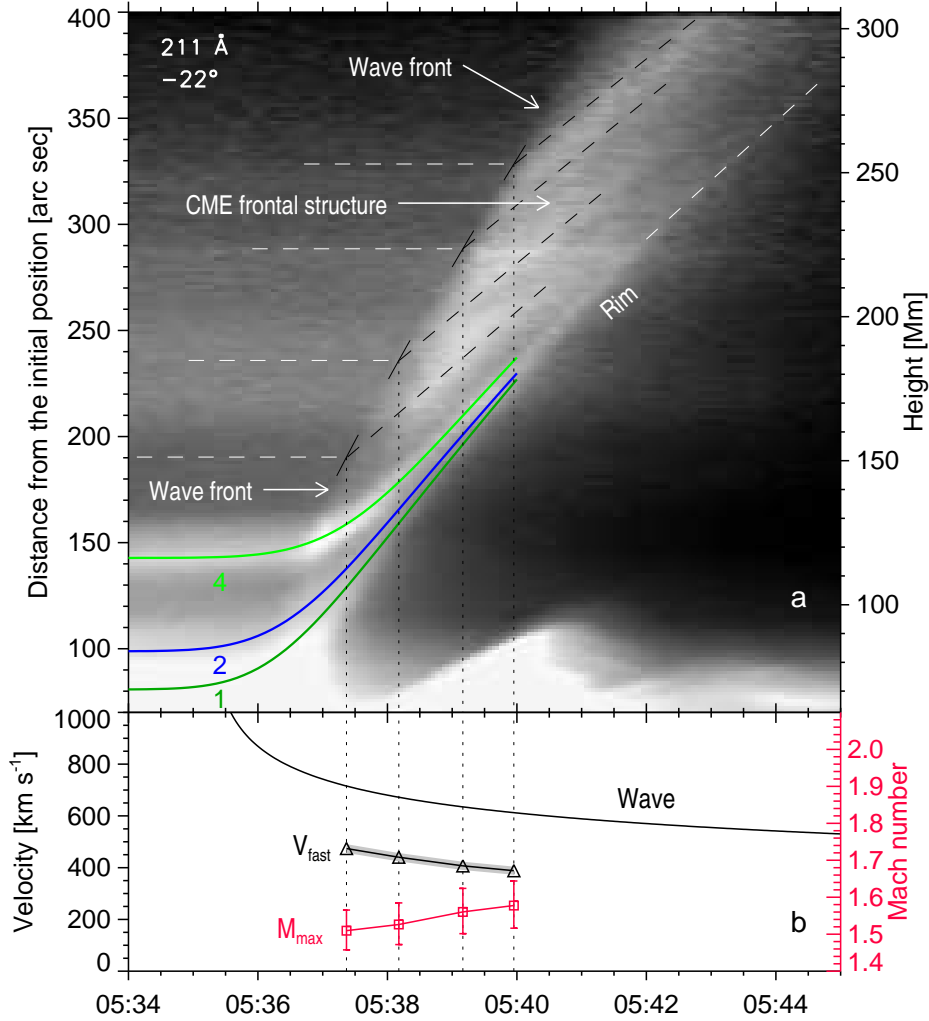 211 Å
−22°
Wave front
CME frontal structure
Rim
Wave front
4
2
1
a
400
350
300
250
200
150
100
Distance from the initial position [arc sec]
300
250
200
150
100
Height [Mm]
1000
800
600
400
200
0
Velocity [km s⁻¹]
Wave
V_fast
M_max
b
2.0
1.9
1.8
1.7
1.6
1.5
1.4
Mach number
05:34 05:36 05:38 05:40 05:42 05:44